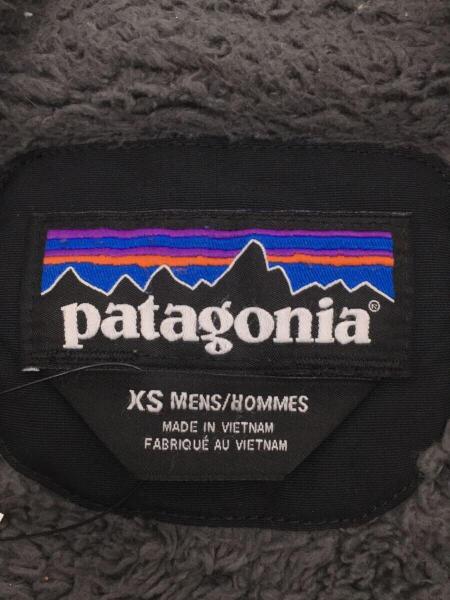 patagonia®
XS MENS/HOMMES
MADE IN VIETNAM
FABRIQUÉ AU VIETNAM